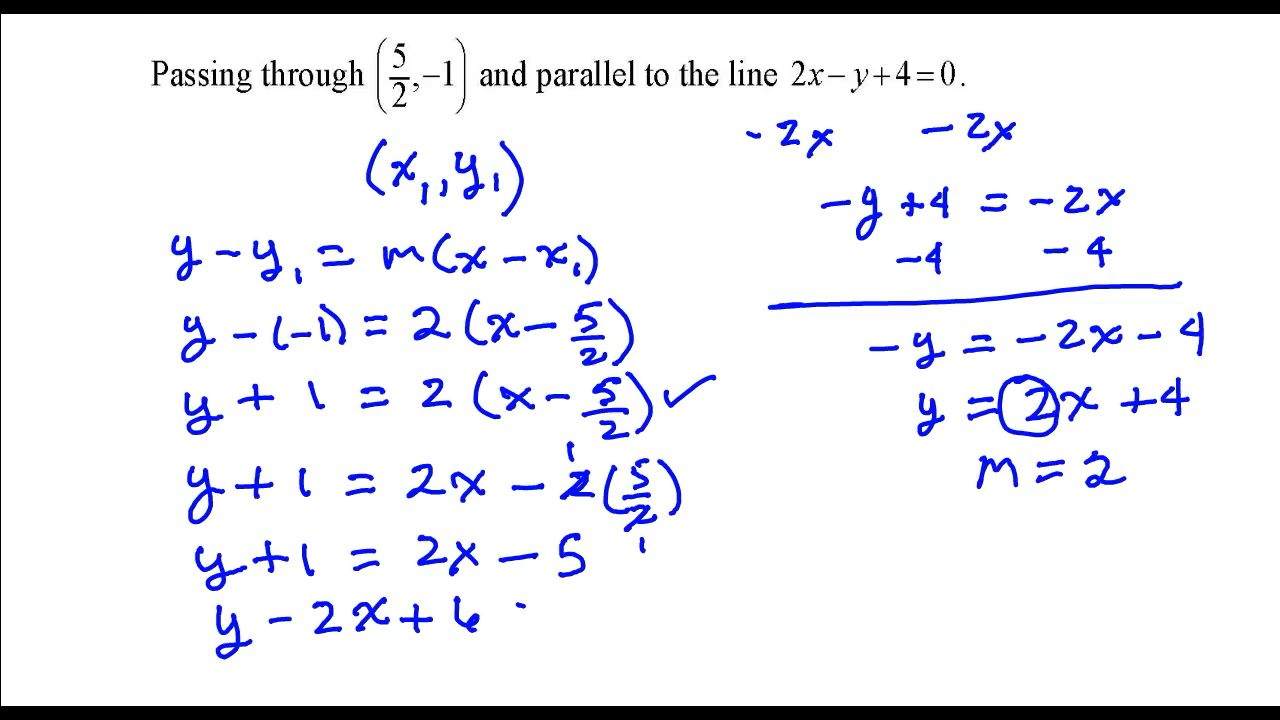 Passing through (5/2, −1) and parallel to the line 2x − y + 4 = 0.
(x₁, y₁)
y − y₁ = m(x − x₁)
y − (−1) = 2(x − 5/2)
y + 1 = 2(x − 5/2) ✓
y + 1 = 2x − 2(5/2)
1
1
y + 1 = 2x − 5
y − 2x + 6 -
-2x − 2x
−y + 4 = −2x
−4 − 4
−y = −2x − 4
y = 2x + 4
m = 2